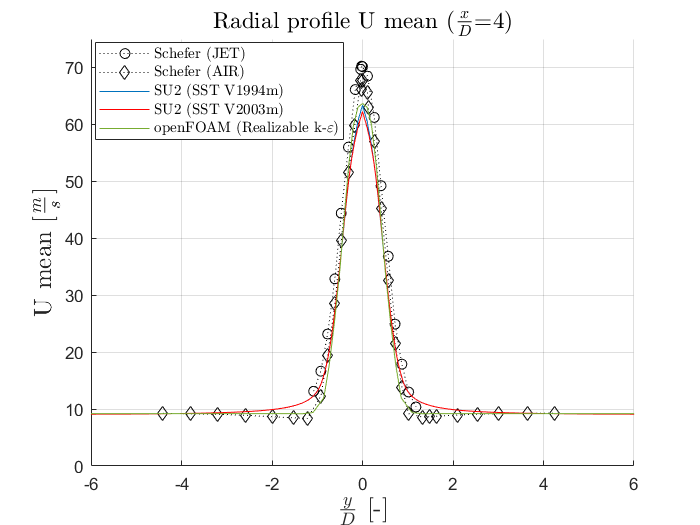 Radial profile U mean (x/D=4)
Schefer (JET)
Schefer (AIR)
SU2 (SST V1994m)
SU2 (SST V2003m)
openFOAM (Realizable k-ε)
U mean [m/s]
70
60
50
40
30
20
10
0
-6 -4 -2 0 2 4 6
y/D [-]